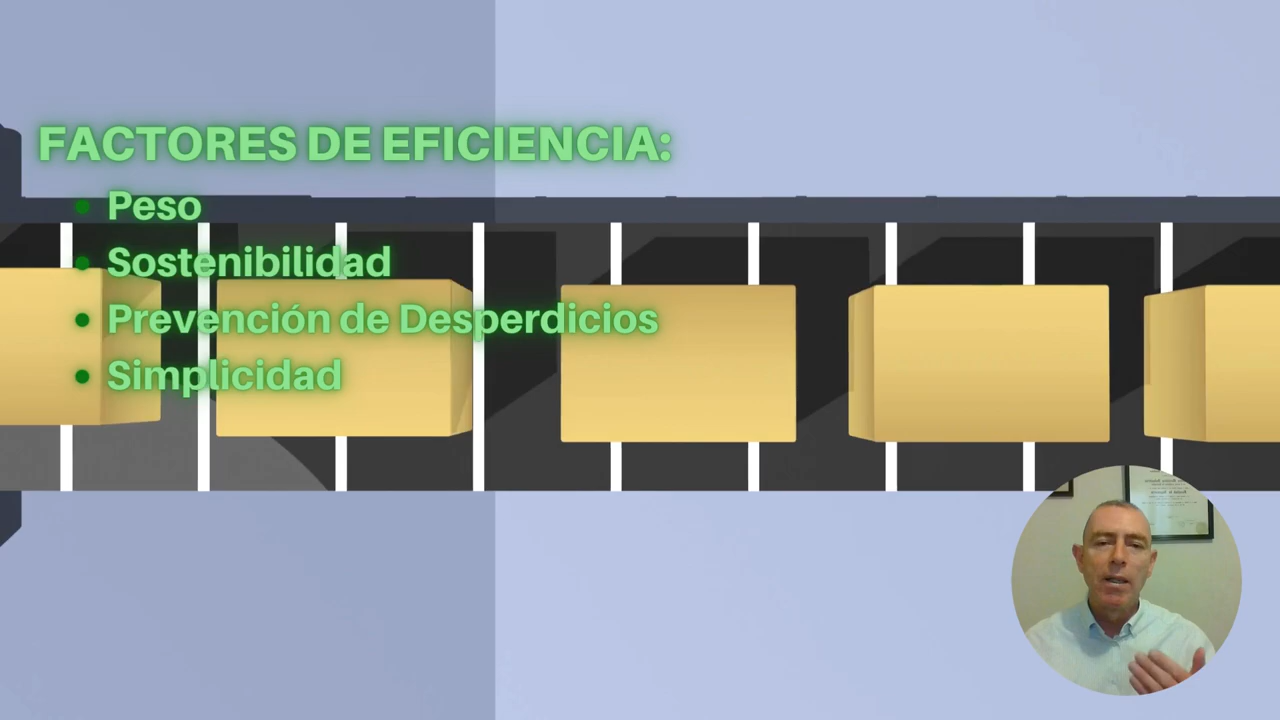 FACTORES DE EFICIENCIA:
Peso
Sostenibilidad
Prevención de Desperdicios
Simplicidad